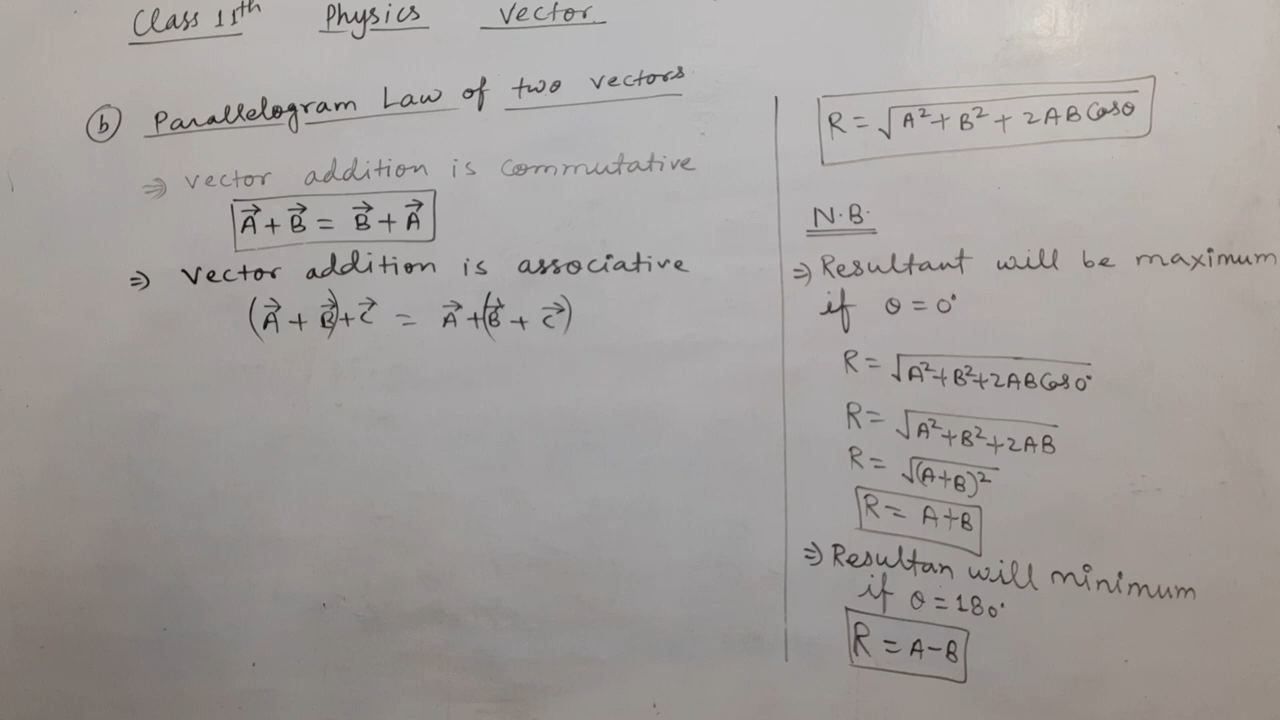 Class 11th Physics Vector
(b) Parallelogram Law of two vectors
⇒ vector addition is commutative
A⃗ + B⃗ = B⃗ + A⃗
⇒ vector addition is associative
(A⃗ + B⃗)+C⃗ = A⃗ +(B⃗ + C⃗)
R = √A²+ B² + 2AB Cosθ
N.B.
⇒ Resultant will be maximum
if θ = 0°
R = √A²+B²+2AB Cos0°
R = √A²+B²+2AB
R = √(A+B)²
R = A+B
⇒ Resultan will minimum
if θ = 180°
R = A-B